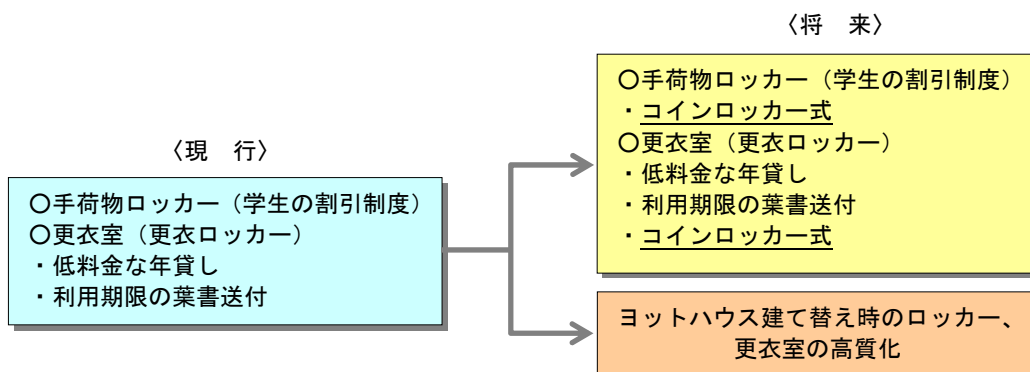 〈現　行〉
〇手荷物ロッカー（学生の割引制度）
〇更衣室（更衣ロッカー）
・低料金な年貸し
・利用期限の葉書送付
〈将　来〉
〇手荷物ロッカー（学生の割引制度）
・コインロッカー式
〇更衣室（更衣ロッカー）
・低料金な年貸し
・利用期限の葉書送付
・コインロッカー式
ヨットハウス建て替え時のロッカー、
更衣室の高質化